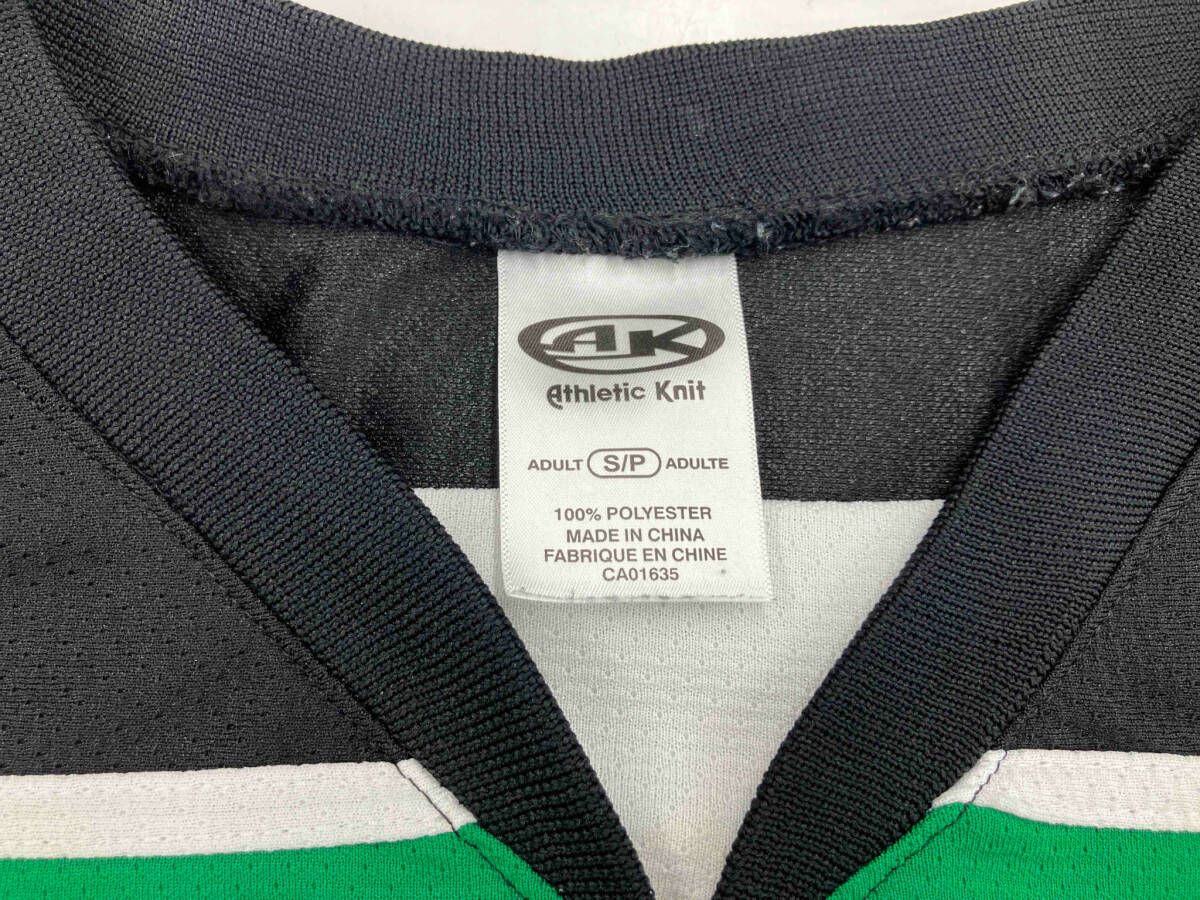 AK
Athletic Knit
ADULT S/P ADULTE
100% POLYESTER
MADE IN CHINA
FABRIQUE EN CHINE
CA01635